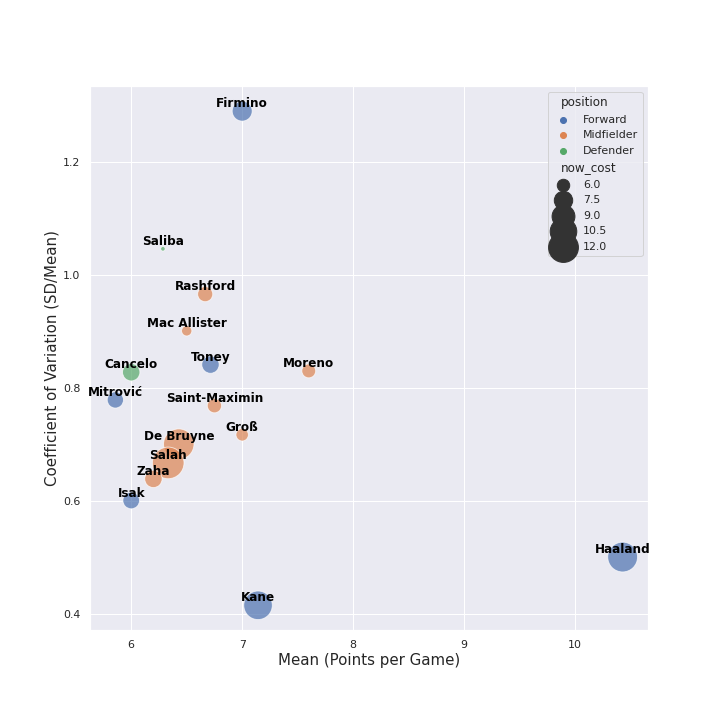 Firmino
position
Forward
Midfielder
Defender
now_cost
6.0
7.5
9.0
10.5
12.0
1.2
Saliba
1.0
Rashford
Mac Allister
Toney
Moreno
Cancelo
0.8
Mitrović
Saint-Maximin
Groß
De Bruyne
Salah
Zaha
Isak
0.6
Haaland
Kane
0.4
Coefficient of Variation (SD/Mean)
6 7 8 9 10
Mean (Points per Game)